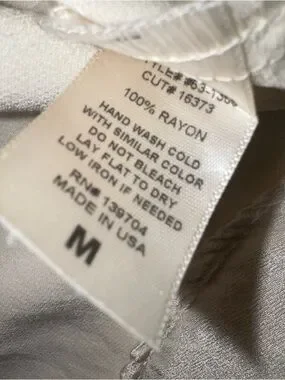 CUT# 16373
100% RAYON
HAND WASH COLD
WITH SIMILAR COLOR
DO NOT BLEACH
LAY FLAT TO DRY
LOW IRON IF NEEDED
RN# 139704
MADE IN USA
M